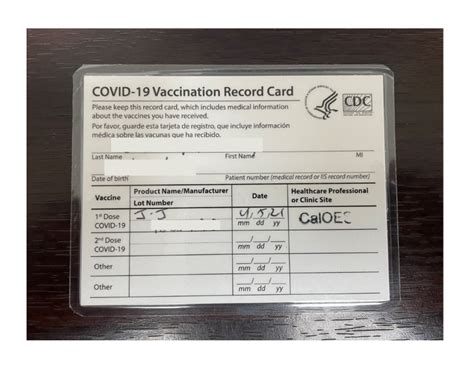 COVID-19 Vaccination Record Card
Please keep this record card, which includes medical information
about the vaccines you have received.
Por favor, guarde esta tarjeta de registro, que incluye información
médica sobre las vacunas que ha recibido.
CDC
Last Name First Name MI
Date of birth Patient number (medical record or IIS record number)
Vaccine Product Name/Manufacturer Date Healthcare Professional
Lot Number or Clinic Site
1st Dose J-J 4/5/21 CalOES
COVID-19 mm dd yy
2nd Dose
COVID-19 mm dd yy
Other
mm dd yy
Other
mm dd yy